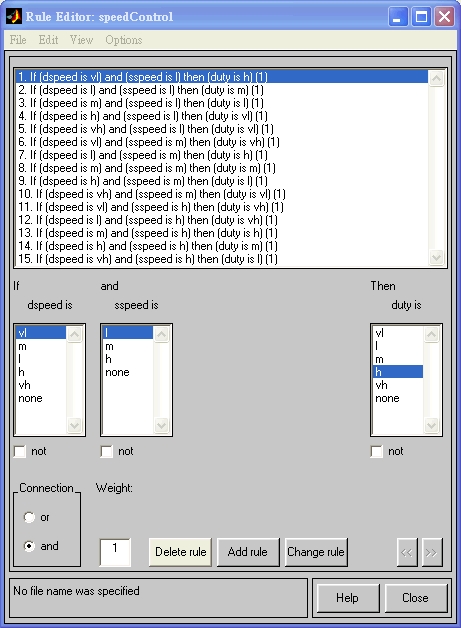 Rule Editor: speedControl
File Edit View Options
1. If (dspeed is vl) and (sspeed is l) then (duty is h) (1)
2. If (dspeed is l) and (sspeed is l) then (duty is m) (1)
3. If (dspeed is m) and (sspeed is l) then (duty is l) (1)
4. If (dspeed is h) and (sspeed is l) then (duty is vl) (1)
5. If (dspeed is vh) and (sspeed is l) then (duty is vl) (1)
6. If (dspeed is vl) and (sspeed is m) then (duty is vh) (1)
7. If (dspeed is l) and (sspeed is m) then (duty is h) (1)
8. If (dspeed is m) and (sspeed is m) then (duty is m) (1)
9. If (dspeed is h) and (sspeed is m) then (duty is l) (1)
10. If (dspeed is vh) and (sspeed is m) then (duty is vl) (1)
11. If (dspeed is vl) and (sspeed is h) then (duty is vh) (1)
12. If (dspeed is l) and (sspeed is h) then (duty is vh) (1)
13. If (dspeed is m) and (sspeed is h) then (duty is h) (1)
14. If (dspeed is h) and (sspeed is h) then (duty is m) (1)
15. If (dspeed is vh) and (sspeed is h) then (duty is l) (1)
If and Then
dspeed is sspeed is duty is
vl
m
l
h
vh
none
l
m
h
none
vl
l
m
h
vh
none
not not not
Connection Weight:
or
and 1 Delete rule Add rule Change rule << >>
No file name was specified Help Close